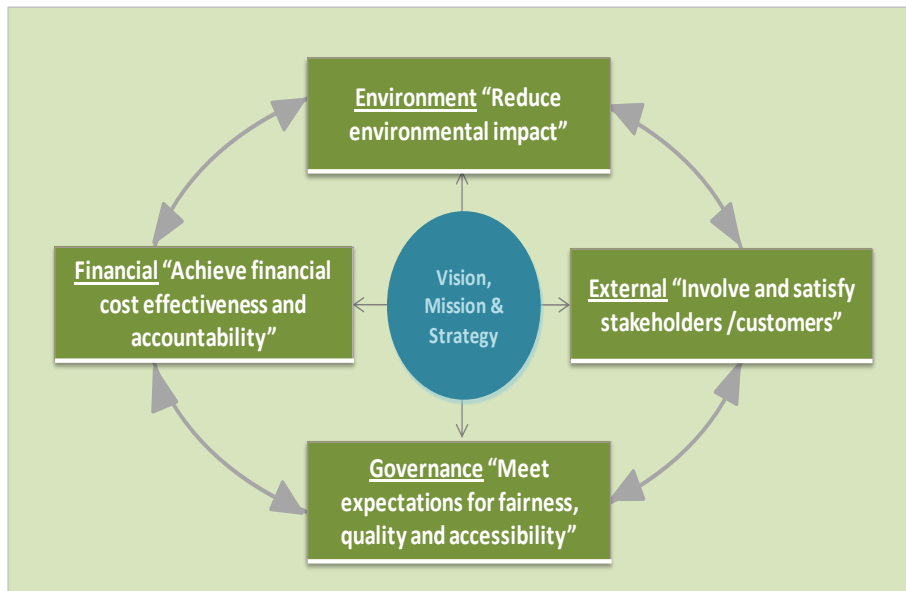 Environment “Reduce
environmental impact”
Financial “Achieve financial
cost effectiveness and
accountability”
Vision,
Mission &
Strategy
External “Involve and satisfy
stakeholders /customers”
Governance “Meet
expectations for fairness,
quality and accessibility”